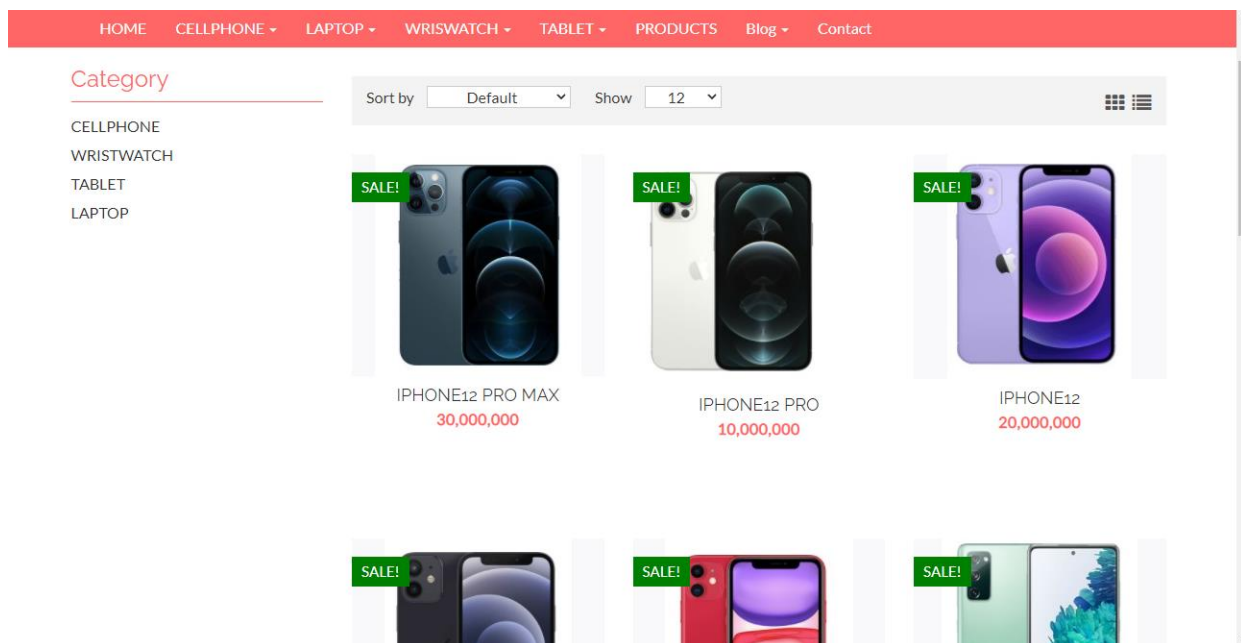 HOME CELLPHONE LAPTOP WRISWATCH TABLET PRODUCTS Blog Contact
Category
CELLPHONE
WRISTWATCH
TABLET
LAPTOP
Sort by Default Show 12
SALE! SALE! SALE!
IPHONE12 PRO MAX IPHONE12 PRO IPHONE12
30,000,000 10,000,000 20,000,000
SALE! SALE! SALE!